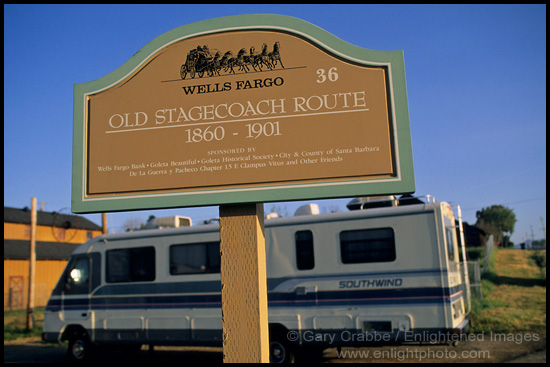 WELLS FARGO
36
OLD STAGECOACH ROUTE
1860 - 1901
SPONSORED BY
Wells Fargo Bank • Goleta Beautiful • Goleta Historical Society • City & County of Santa Barbara
De La Guerra y Pacheco Chapter 15 E Clampus Vitus and Other Friends
SOUTHWIND
© Gary Crabbe / Enlightened Images
www.enlightphoto.com